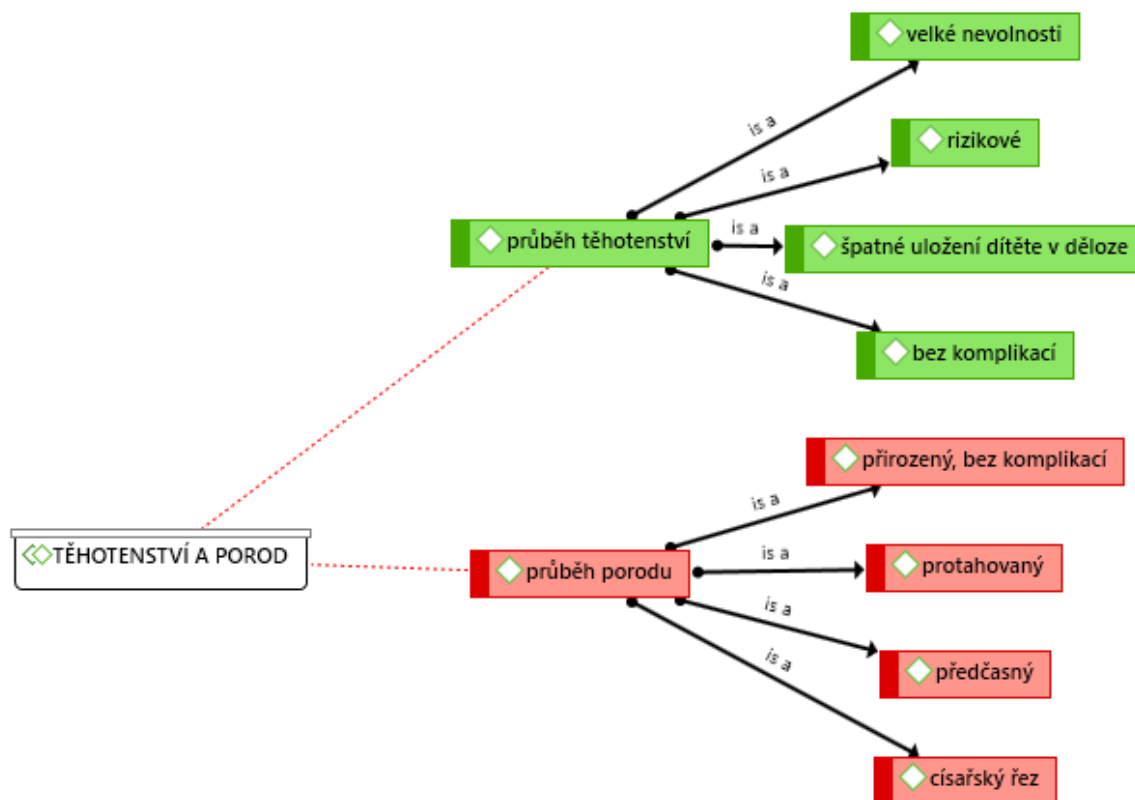 velké nevolnosti
is a
rizikové
is a
průběh těhotenství
is a
špatné uložení dítěte v děloze
is a
bez komplikací
přirozený, bez komplikací
is a
TĚHOTENSTVÍ A POROD
průběh porodu
is a
protahovaný
is a
předčasný
is a
císařský řez